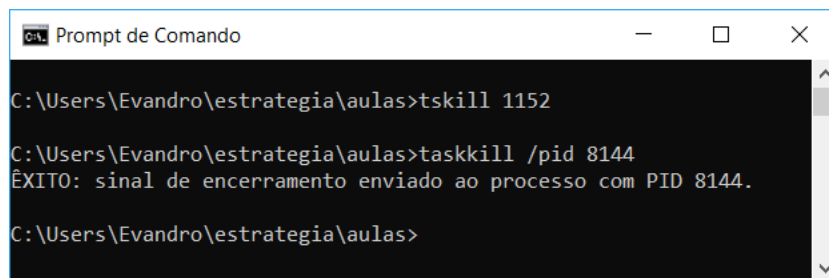 Prompt de Comando
C:\Users\Evandro\estrategia\aulas>tskill 1152
C:\Users\Evandro\estrategia\aulas>taskkill /pid 8144
ÊXITO: sinal de encerramento enviado ao processo com PID 8144.
C:\Users\Evandro\estrategia\aulas>